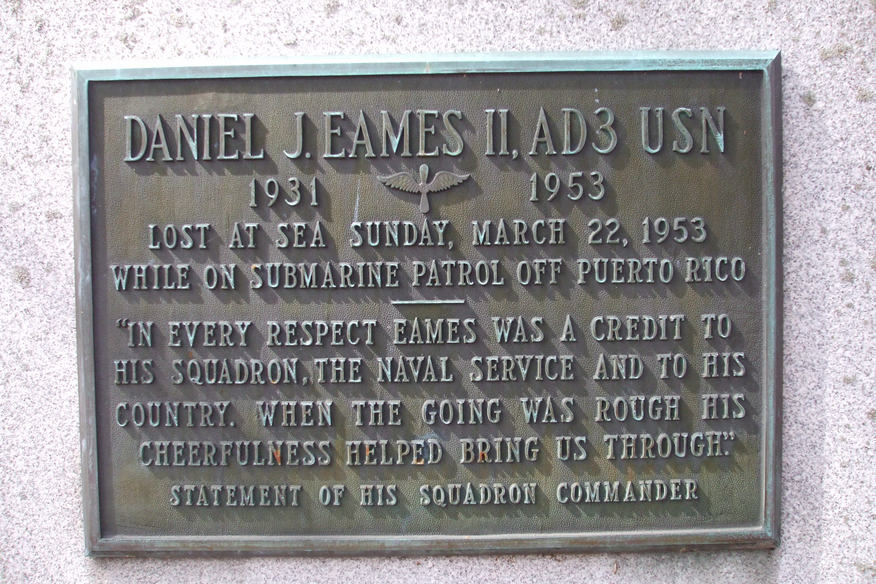 DANIEL J. EAMES II, AD3 USN
1931 1953
LOST AT SEA SUNDAY, MARCH 22, 1953
WHILE ON SUBMARINE PATROL OFF PUERTO RICO
"IN EVERY RESPECT EAMES WAS A CREDIT TO
HIS SQUADRON, THE NAVAL SERVICE AND TO HIS
COUNTRY. WHEN THE GOING WAS ROUGH HIS
CHEERFULNESS HELPED BRING US THROUGH."
STATEMENT OF HIS SQUADRON COMMANDER